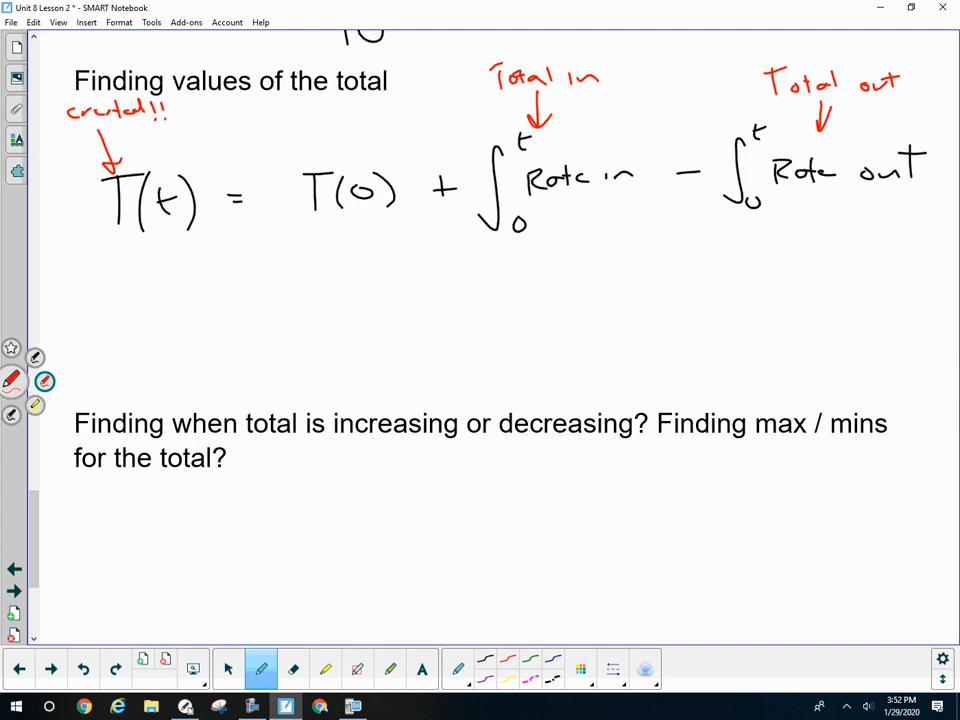 Unit 8 Lesson 2 * - SMART Notebook
File Edit View Insert Format Tools Add-ons Account Help
Finding values of the total
created!!
Total in
Total out
T(t) = T(0) + ∫₀ᵗ Rate in - ∫₀ᵗ Rate out
Finding when total is increasing or decreasing? Finding max / mins
for the total?
3:52 PM
1/29/2020